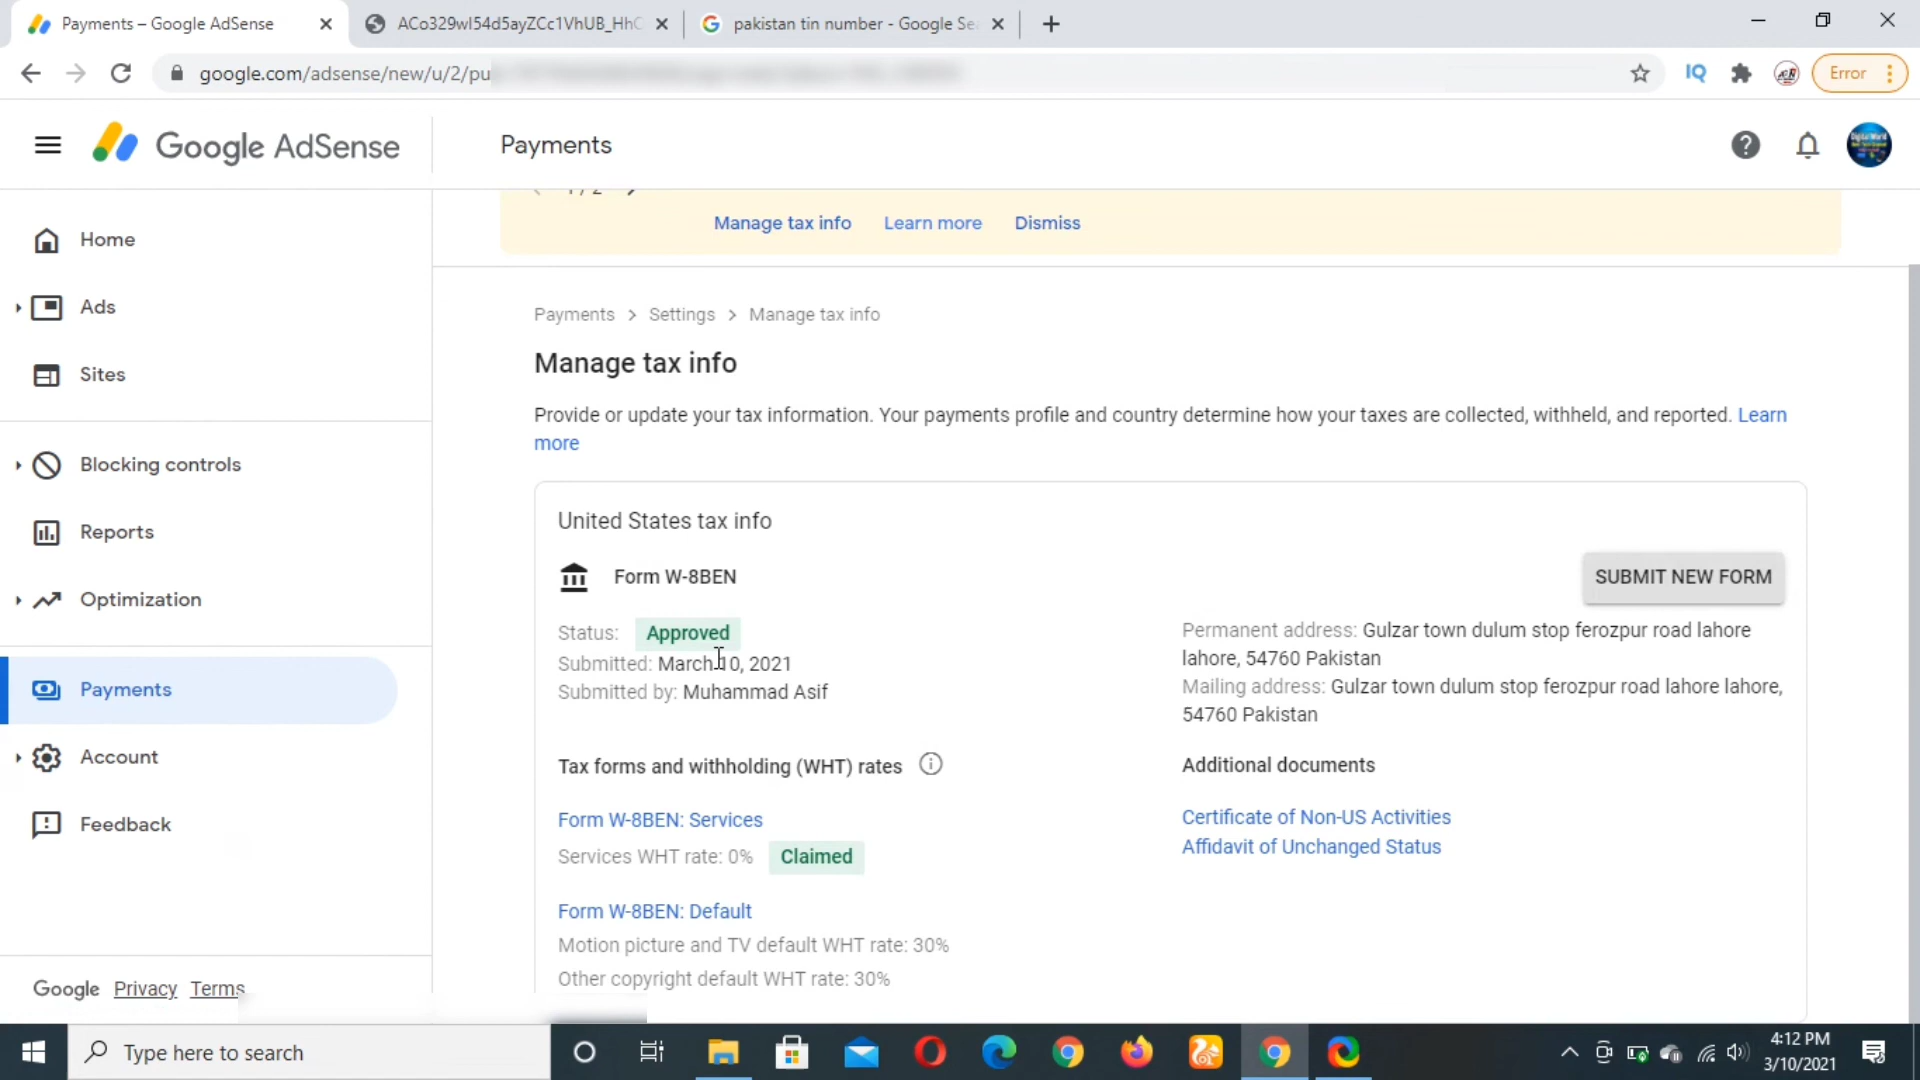 Payments – Google AdSense
ACo329wI54d5ayZCc1VhUB_HhC
pakistan tin number - Google Se
google.com/adsense/new/u/2/pu
IQ
Error
Google AdSense
Payments
1 / 2
Manage tax info Learn more Dismiss
Home
Ads
Sites
Blocking controls
Reports
Optimization
Payments
Account
Feedback
Google Privacy Terms
Payments > Settings > Manage tax info
Manage tax info
Provide or update your tax information. Your payments profile and country determine how your taxes are collected, withheld, and reported. Learn
more
United States tax info
Form W-8BEN
SUBMIT NEW FORM
Status: Approved
Submitted: March 10, 2021
Submitted by: Muhammad Asif
Permanent address: Gulzar town dulum stop ferozpur road lahore
lahore, 54760 Pakistan
Mailing address: Gulzar town dulum stop ferozpur road lahore lahore,
54760 Pakistan
Tax forms and withholding (WHT) rates
Form W-8BEN: Services
Services WHT rate: 0% Claimed
Form W-8BEN: Default
Motion picture and TV default WHT rate: 30%
Other copyright default WHT rate: 30%
Additional documents
Certificate of Non-US Activities
Affidavit of Unchanged Status
Type here to search
4:12 PM
3/10/2021